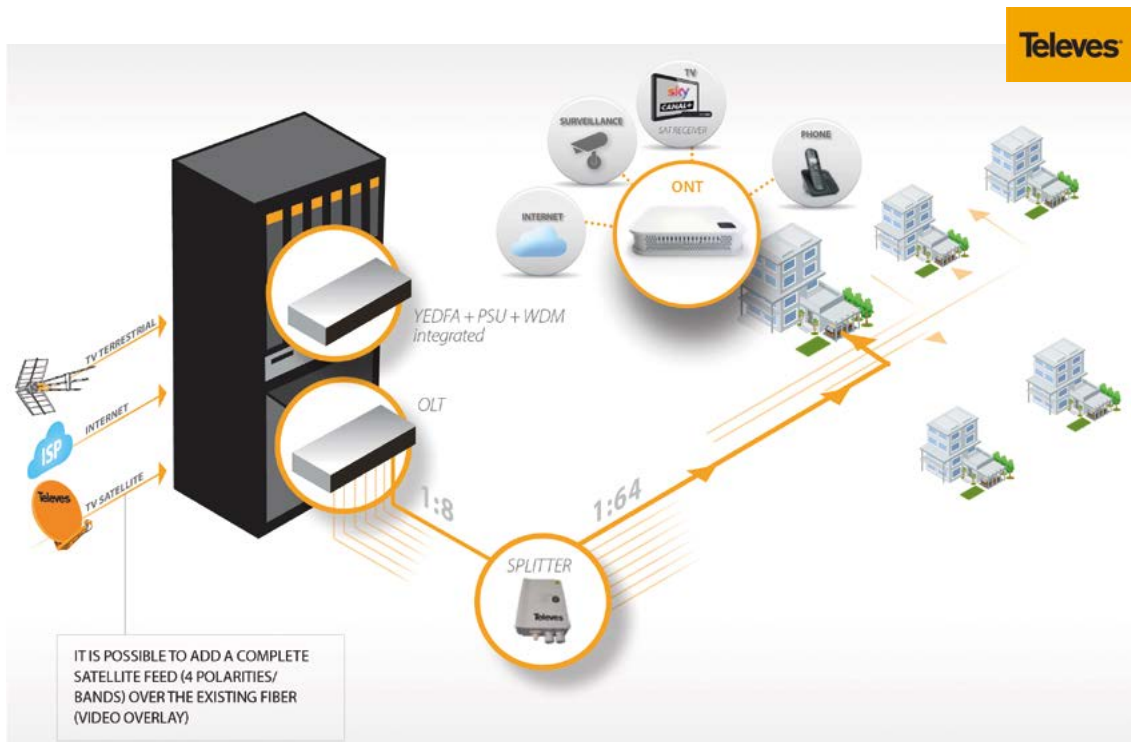 Televes
TV
sky
CANAL+
SAT RECEIVER
SURVEILLANCE
PHONE
INTERNET
ONT
YEDFA + PSU + WDM
integrated
OLT
TV TERRESTRIAL
INTERNET
ISP
TV SATELLITE
Televes
1:8
1:64
SPLITTER
Televes
IT IS POSSIBLE TO ADD A COMPLETE
SATELLITE FEED (4 POLARITIES/
BANDS) OVER THE EXISTING FIBER
(VIDEO OVERLAY)